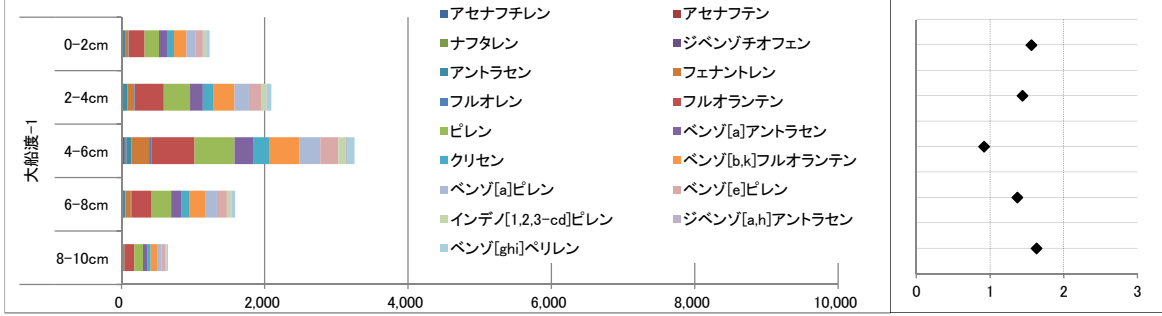 アセナフチレン アセナフテン
ナフタレン ジベンゾチオフェン
アントラセン フェナントレン
フルオレン フルオランテン
ピレン ベンゾ[a]アントラセン
クリセン ベンゾ[b,k]フルオランテン
ベンゾ[a]ピレン ベンゾ[e]ピレン
インデノ[1,2,3-cd]ピレン ジベンゾ[a,h]アントラセン
ベンゾ[ghi]ペリレン
大船渡-1
0-2cm
2-4cm
4-6cm
6-8cm
8-10cm
0 2,000 4,000 6,000 8,000 10,000
0 1 2 3